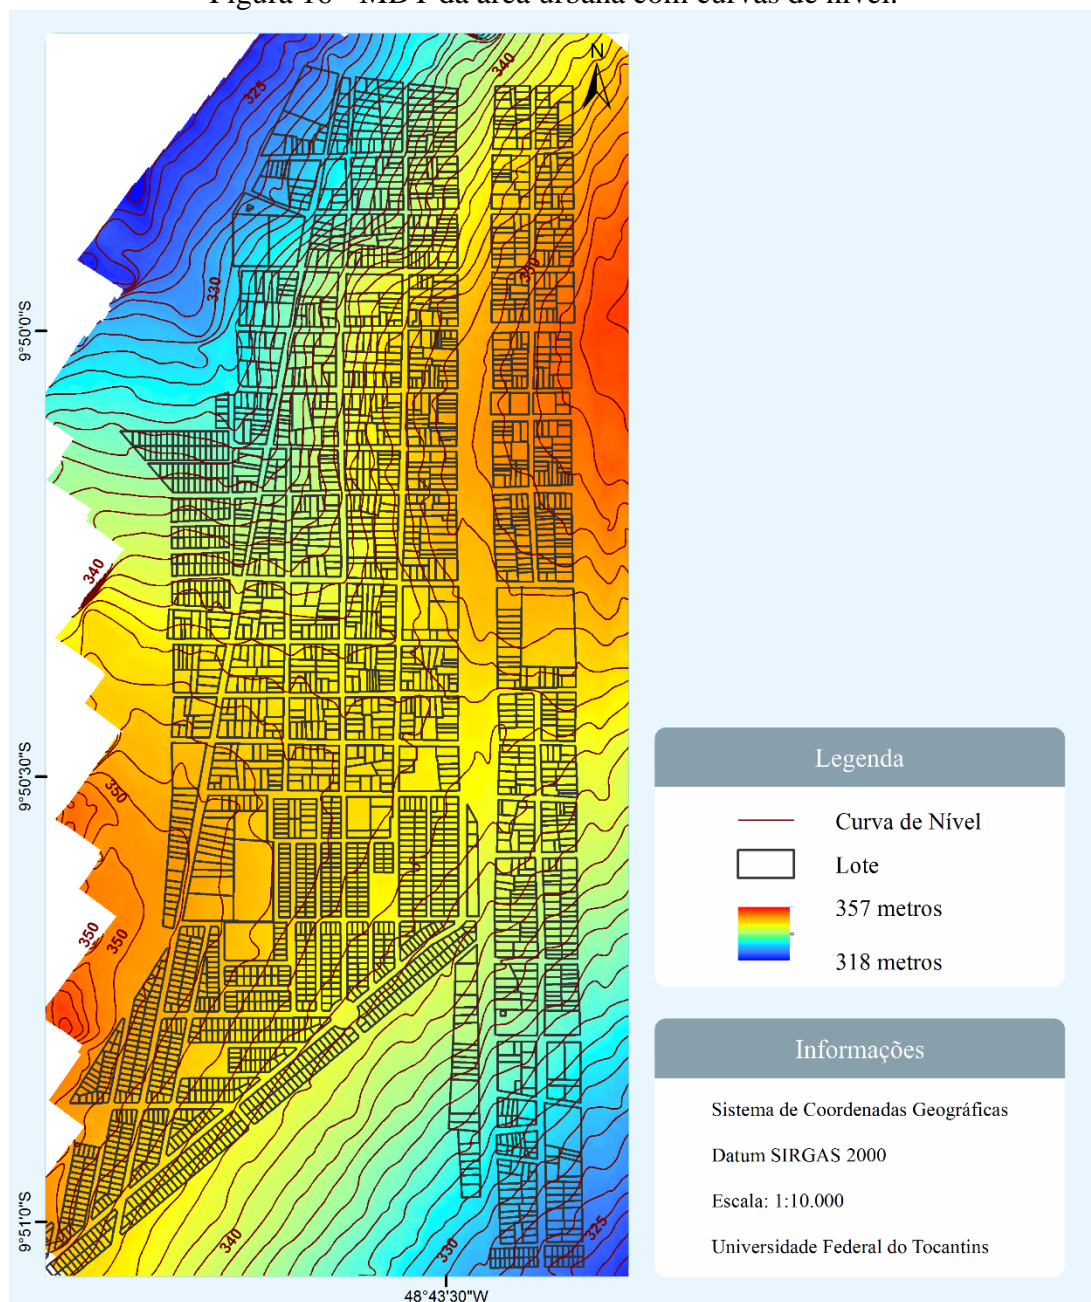 Figura 16 - MDT da área urbana com curvas de nível.
N
340
325
350
330
9°50'0"S
340
9°50'30"S
350
350
350
9°51'0"S
340
330
325
48°43'30"W
Legenda
Curva de Nível
Lote
357 metros
318 metros
Informações
Sistema de Coordenadas Geográficas
Datum SIRGAS 2000
Escala: 1:10.000
Universidade Federal do Tocantins